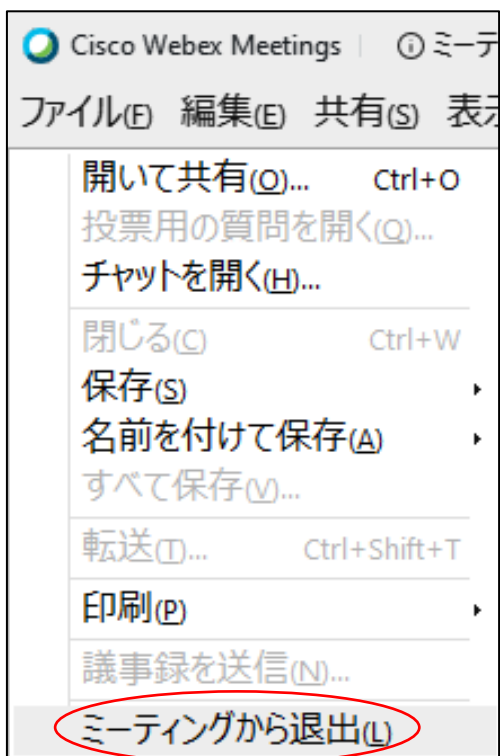 Cisco Webex Meetings ⓘ ミーテ
ファイル(F) 編集(E) 共有(S) 表示
開いて共有(O)... Ctrl+O
投票用の質問を開く(Q)...
チャットを開く(H)...
閉じる(C) Ctrl+W
保存(S)
名前を付けて保存(A)
すべて保存(V)...
転送(T)... Ctrl+Shift+T
印刷(P)
議事録を送信(N)...
ミーティングから退出(L)